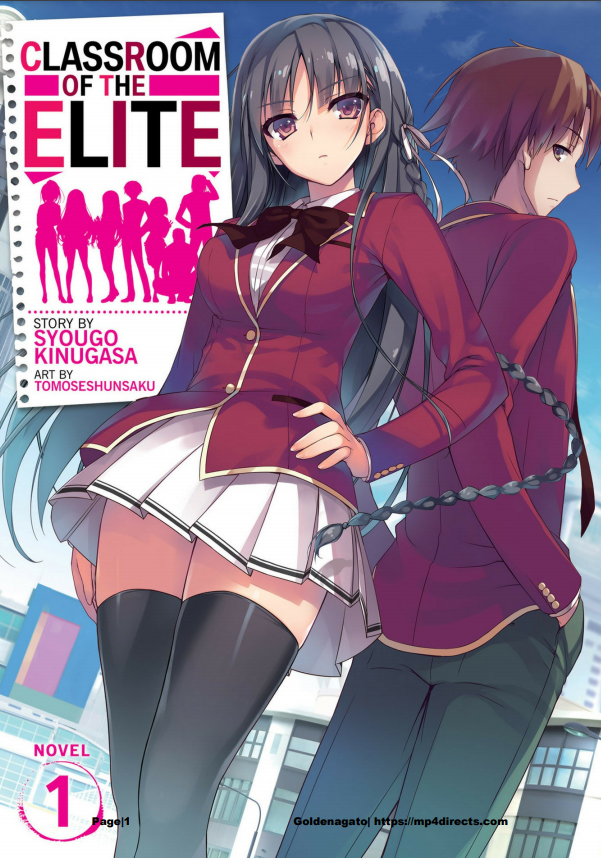 CLASSROOM
OF THE
ELITE
STORY BY
SYOUGO
KINUGASA
ART BY
TOMOSESHUNSAKU
NOVEL
1
Page|1
Goldenagato| https://mp4directs.com